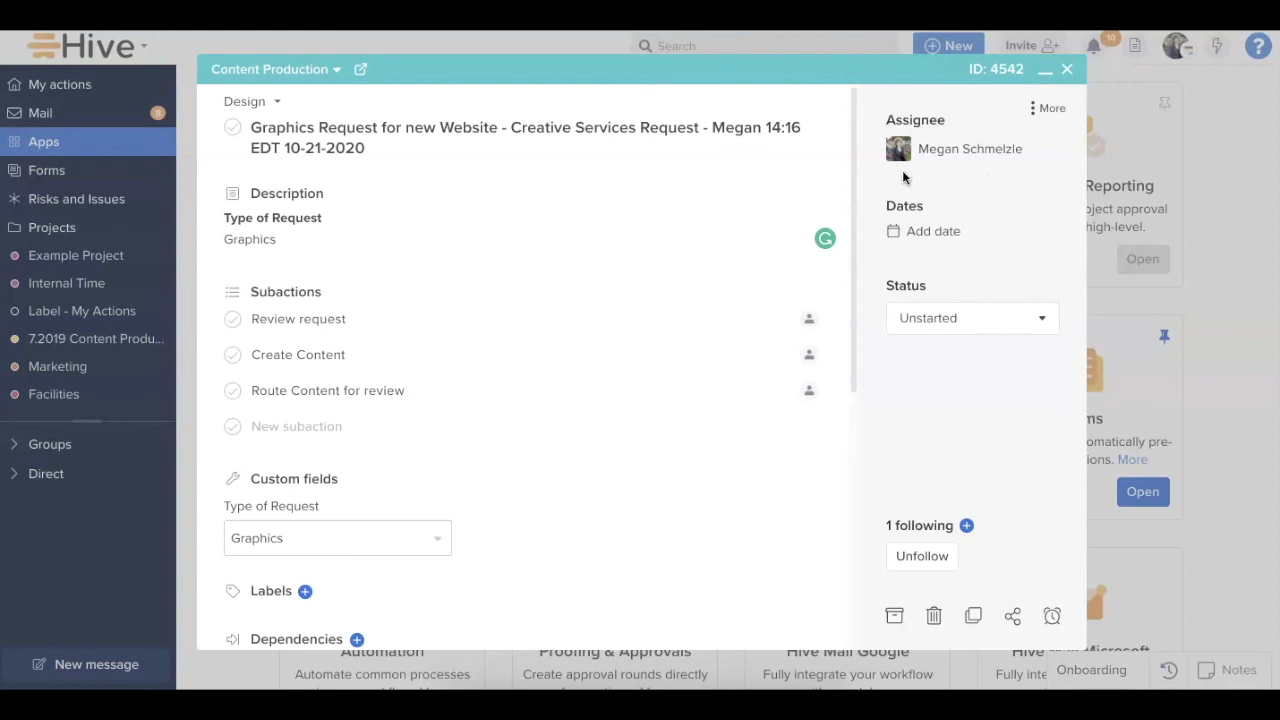 Hive
Search
New
Invite
10
?
My actions
Mail
8
Apps
Forms
Risks and Issues
Projects
Example Project
Internal Time
Label - My Actions
7.2019 Content Produ...
Marketing
Facilities
Groups
Direct
New message
Content Production
ID: 4542
Design
Graphics Request for new Website - Creative Services Request - Megan 14:16
EDT 10-21-2020
Description
Type of Request
Graphics
Subactions
Review request
Create Content
Route Content for review
New subaction
Custom fields
Type of Request
Graphics
Labels
Dependencies
More
Assignee
Megan Schmelzle
Dates
Add date
Status
Unstarted
1 following
Unfollow
Reporting
oject approval
high-level.
Open
ms
omatically pre-
ions. More
Open
Automation
Automate common processes
Proofing & Approvals
Create approval rounds directly
Hive Mail Google
Fully integrate your workflow
Hive
Microsoft
Fully inte
Onboarding
Notes